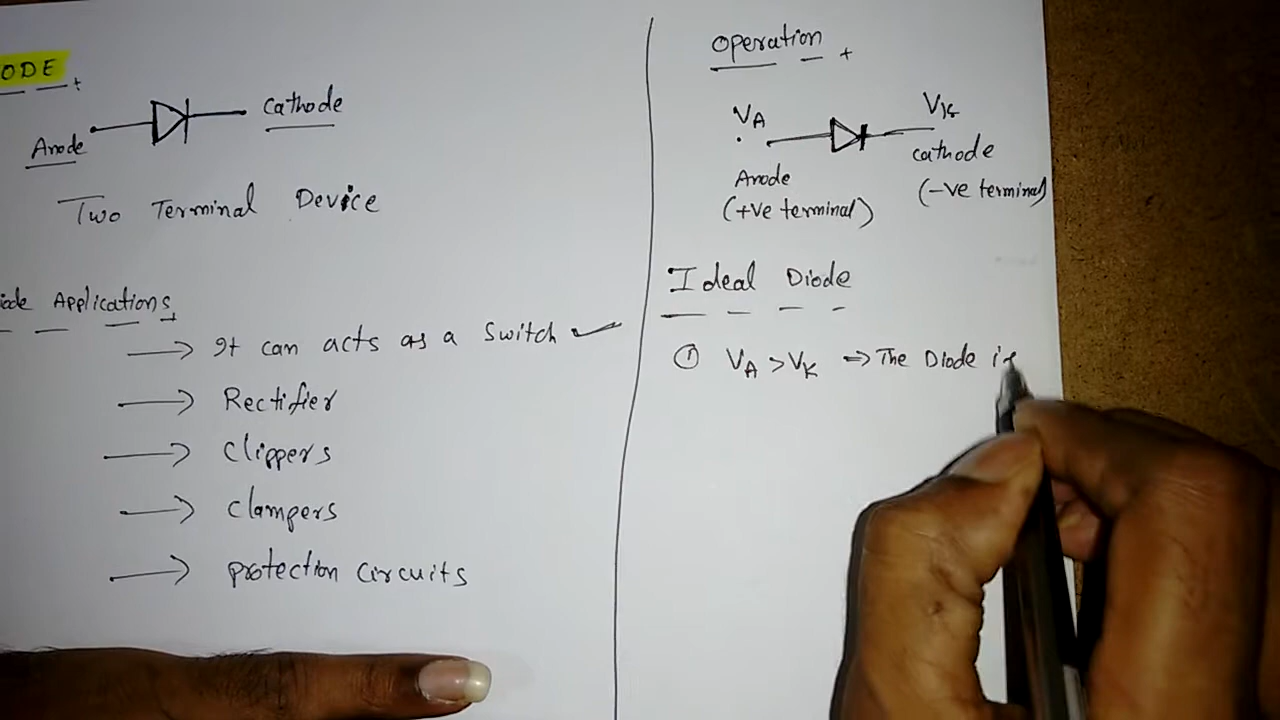 ODE
Anode
Cathode
Two Terminal Device
iode Applications
It can acts as a Switch
Rectifier
Clippers
Clampers
protection Circuits
Operation
VA
VK
Anode
cathode
(+ve terminal)
(-ve terminal)
Ideal Diode
① VA > VK ⇒ The Diode is